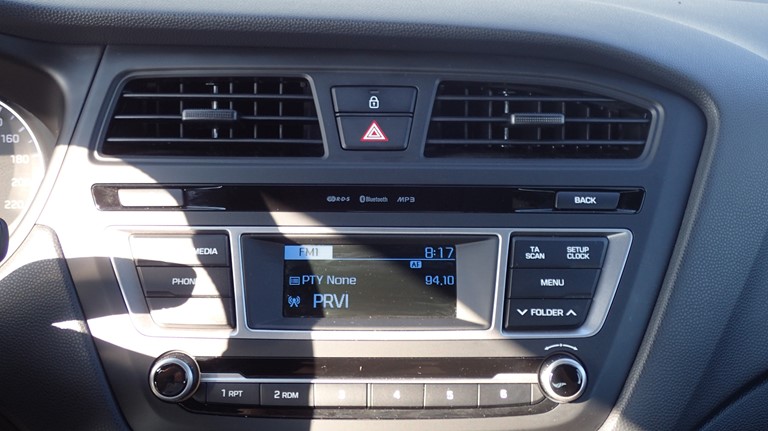 160
180
200
220
RDS Bluetooth MP3
BACK
MEDIA
FM1 8:17
AF
TA SCAN
SETUP CLOCK
PTY None 94.10
MENU
PRVI
FOLDER
1 RPT
2 RDM
3
4
5
6